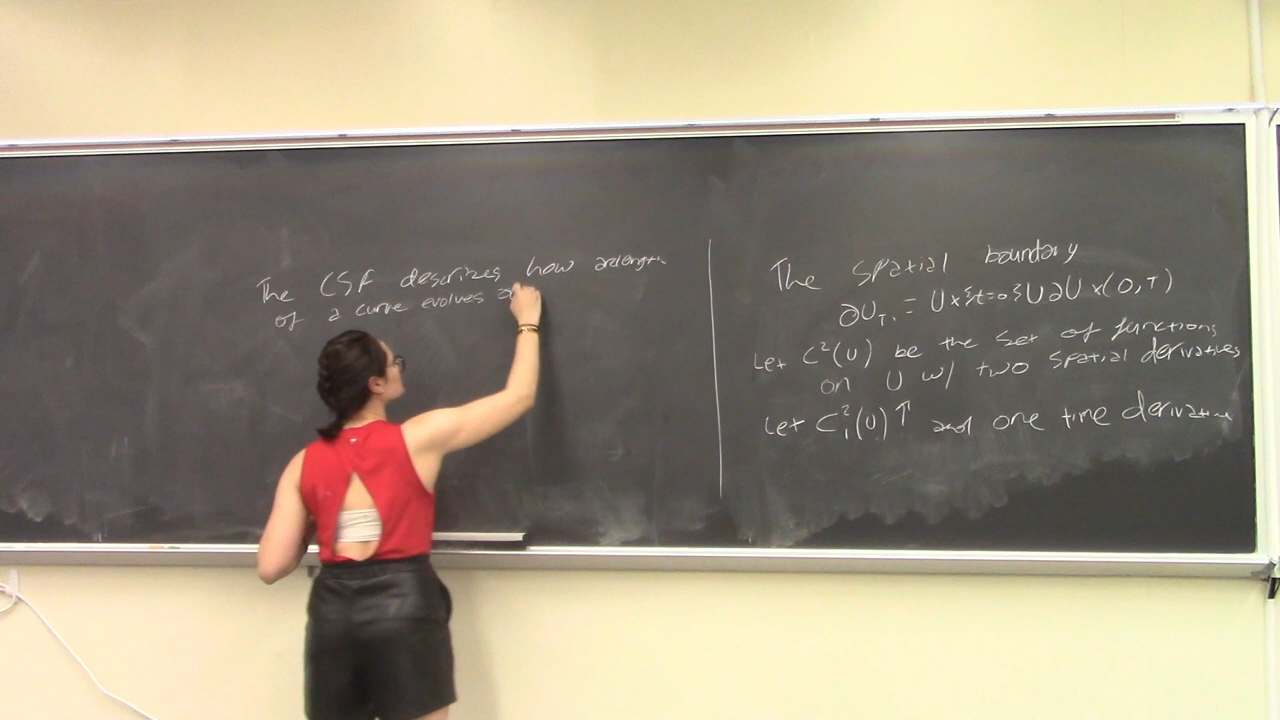 The CSF describes how arclength
of a curve evolves
The spatial boundary
∂U_T = U×{t=0} ∪ ∂U×(0,T)
Let C²(U) be the set of functions
on U w/ two spatial derivatives
Let C²₁(U) ↑ and one time derivative